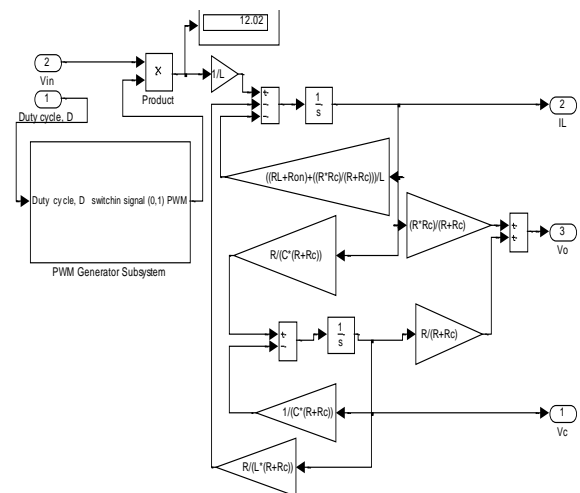 12.02
2
Vin
X
Product
1/L
1
Duty cycle, D
1
s
2
IL
((RL+Ron)+((R*Rc)/(R+Rc)))/L
Duty cycle, D switchin signal (0,1) PWM
PWM Generator Subsystem
(R*Rc)/(R+Rc)
3
Vo
R/(C*(R+Rc))
1
s
R/(R+Rc)
1/(C*(R+Rc))
1
Vc
R/(L*(R+Rc))